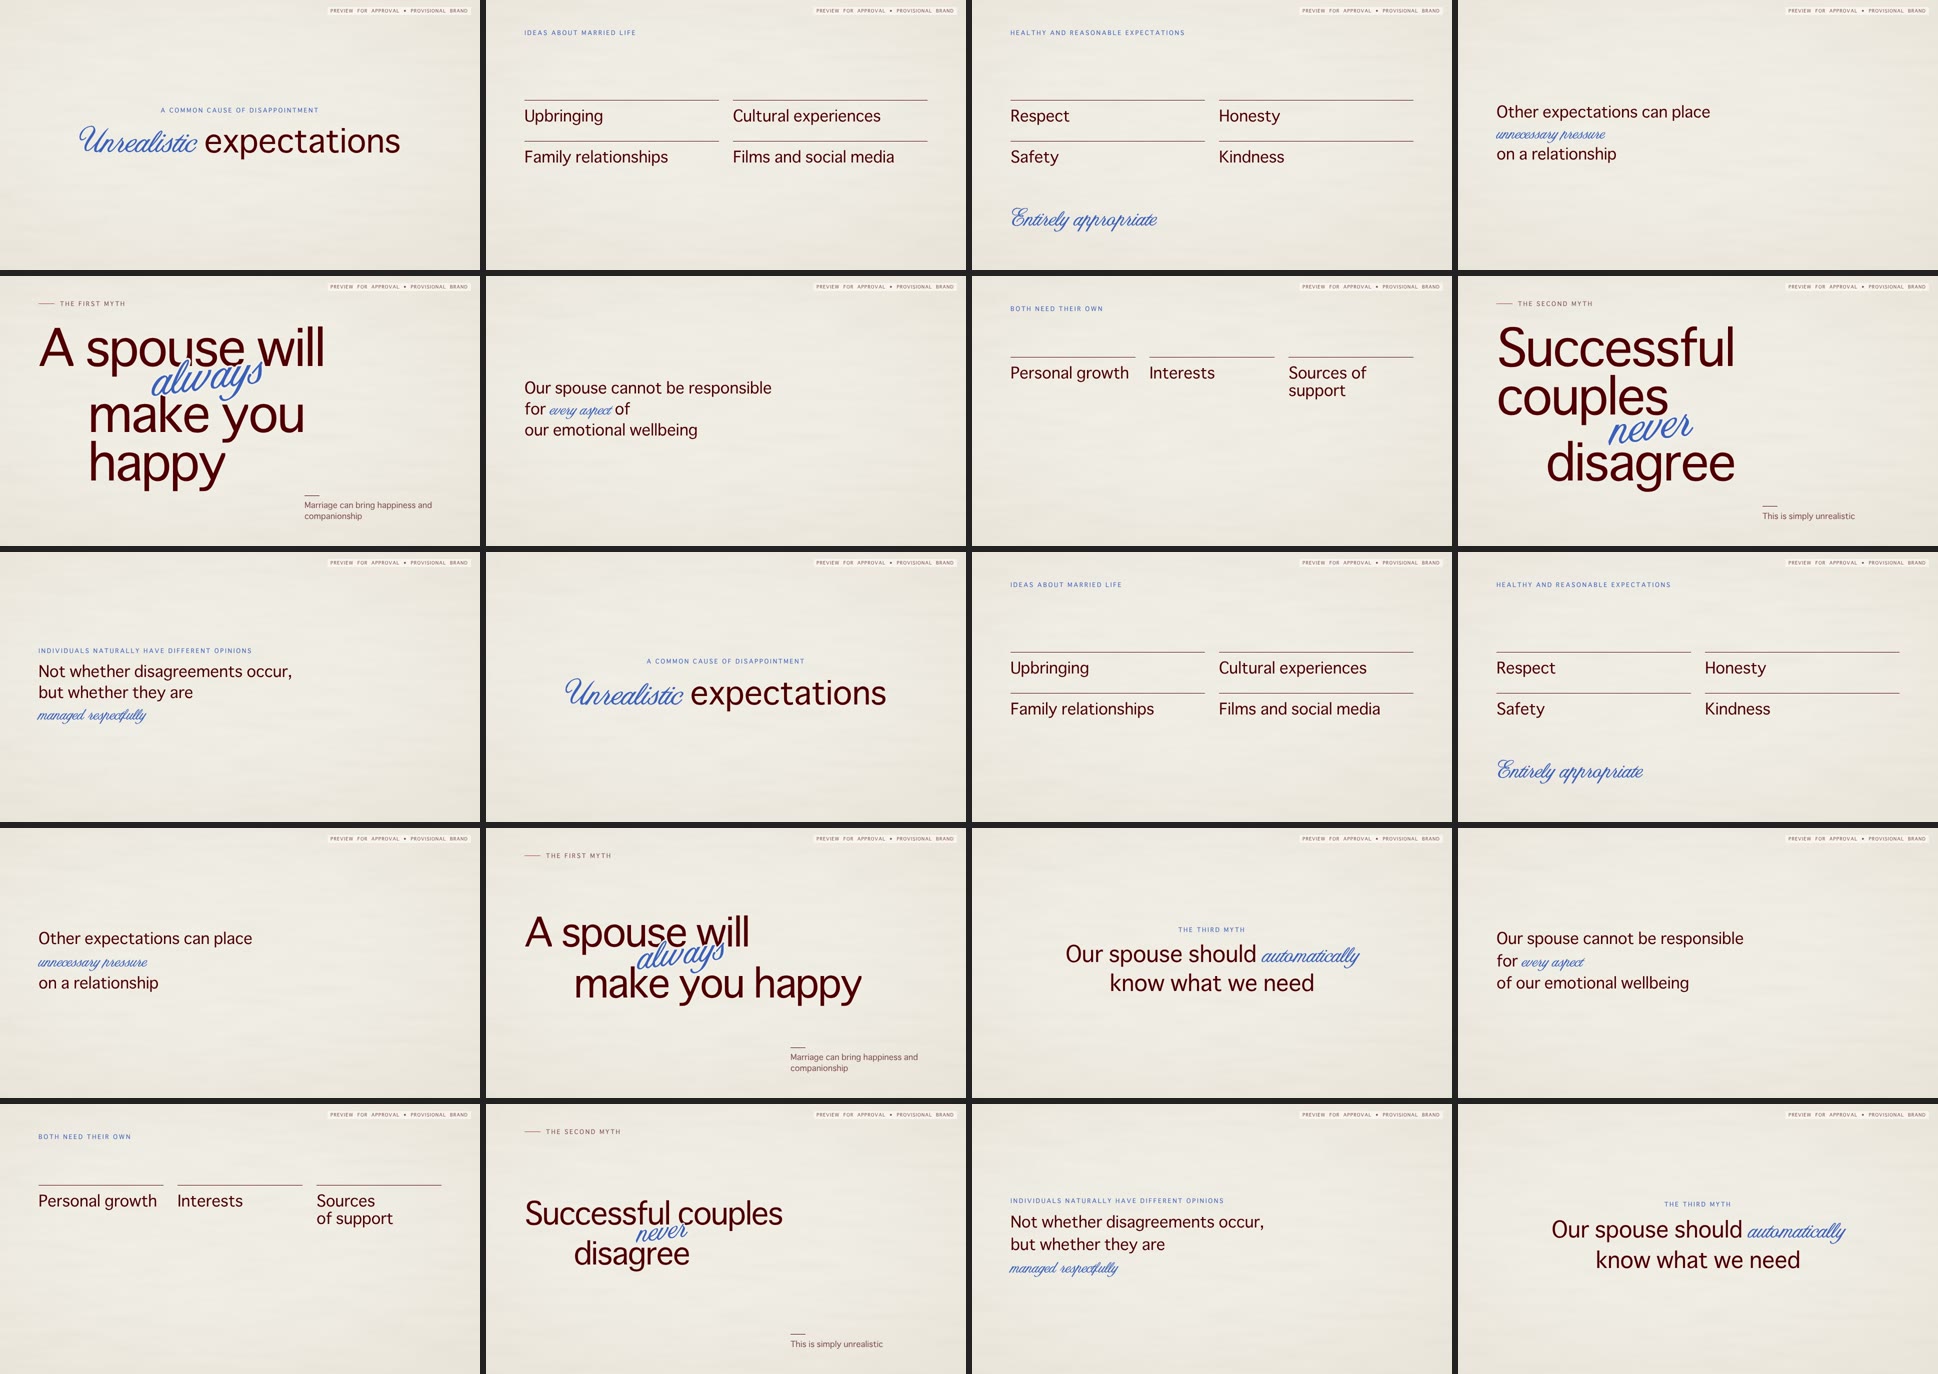 PREVIEW FOR APPROVAL • PROVISIONAL BRAND
A COMMON CAUSE OF DISAPPOINTMENT
Unrealistic expectations
PREVIEW FOR APPROVAL • PROVISIONAL BRAND
IDEAS ABOUT MARRIED LIFE
Upbringing
Cultural experiences
Family relationships
Films and social media
PREVIEW FOR APPROVAL • PROVISIONAL BRAND
HEALTHY AND REASONABLE EXPECTATIONS
Respect
Honesty
Safety
Kindness
Entirely appropriate
PREVIEW FOR APPROVAL • PROVISIONAL BRAND
Other expectations can place
unnecessary pressure
on a relationship
PREVIEW FOR APPROVAL • PROVISIONAL BRAND
THE FIRST MYTH
A spouse will
always
make you
happy
Marriage can bring happiness and
companionship
PREVIEW FOR APPROVAL • PROVISIONAL BRAND
Our spouse cannot be responsible
for every aspect of
our emotional wellbeing
PREVIEW FOR APPROVAL • PROVISIONAL BRAND
BOTH NEED THEIR OWN
Personal growth
Interests
Sources of
support
PREVIEW FOR APPROVAL • PROVISIONAL BRAND
THE SECOND MYTH
Successful
couples
never
disagree
This is simply unrealistic
PREVIEW FOR APPROVAL • PROVISIONAL BRAND
INDIVIDUALS NATURALLY HAVE DIFFERENT OPINIONS
Not whether disagreements occur,
but whether they are
managed respectfully
PREVIEW FOR APPROVAL • PROVISIONAL BRAND
A COMMON CAUSE OF DISAPPOINTMENT
Unrealistic expectations
PREVIEW FOR APPROVAL • PROVISIONAL BRAND
IDEAS ABOUT MARRIED LIFE
Upbringing
Cultural experiences
Family relationships
Films and social media
PREVIEW FOR APPROVAL • PROVISIONAL BRAND
HEALTHY AND REASONABLE EXPECTATIONS
Respect
Honesty
Safety
Kindness
Entirely appropriate
PREVIEW FOR APPROVAL • PROVISIONAL BRAND
Other expectations can place
unnecessary pressure
on a relationship
PREVIEW FOR APPROVAL • PROVISIONAL BRAND
THE FIRST MYTH
A spouse will
always
make you happy
Marriage can bring happiness and
companionship
PREVIEW FOR APPROVAL • PROVISIONAL BRAND
THE THIRD MYTH
Our spouse should automatically
know what we need
PREVIEW FOR APPROVAL • PROVISIONAL BRAND
Our spouse cannot be responsible
for every aspect
of our emotional wellbeing
PREVIEW FOR APPROVAL • PROVISIONAL BRAND
BOTH NEED THEIR OWN
Personal growth
Interests
Sources
of support
PREVIEW FOR APPROVAL • PROVISIONAL BRAND
THE SECOND MYTH
Successful couples
never
disagree
This is simply unrealistic
PREVIEW FOR APPROVAL • PROVISIONAL BRAND
INDIVIDUALS NATURALLY HAVE DIFFERENT OPINIONS
Not whether disagreements occur,
but whether they are
managed respectfully
PREVIEW FOR APPROVAL • PROVISIONAL BRAND
THE THIRD MYTH
Our spouse should automatically
know what we need